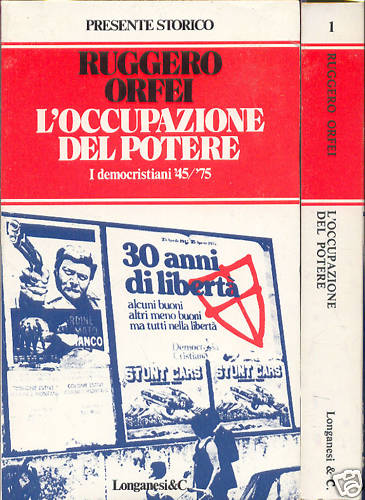 PRESENTE STORICO
RUGGERO
ORFEI
L'OCCUPAZIONE
DEL POTERE
I democristiani '45/'75
30 anni
di libertà
alcuni buoni
altri meno buoni
ma tutti nella libertà
Democrazia
Cristiana
STUNT CARS
STUNT CARS
Longanesi & C.
1
RUGGERO ORFEI
L'OCCUPAZIONE
DEL POTERE
Longanesi & C.